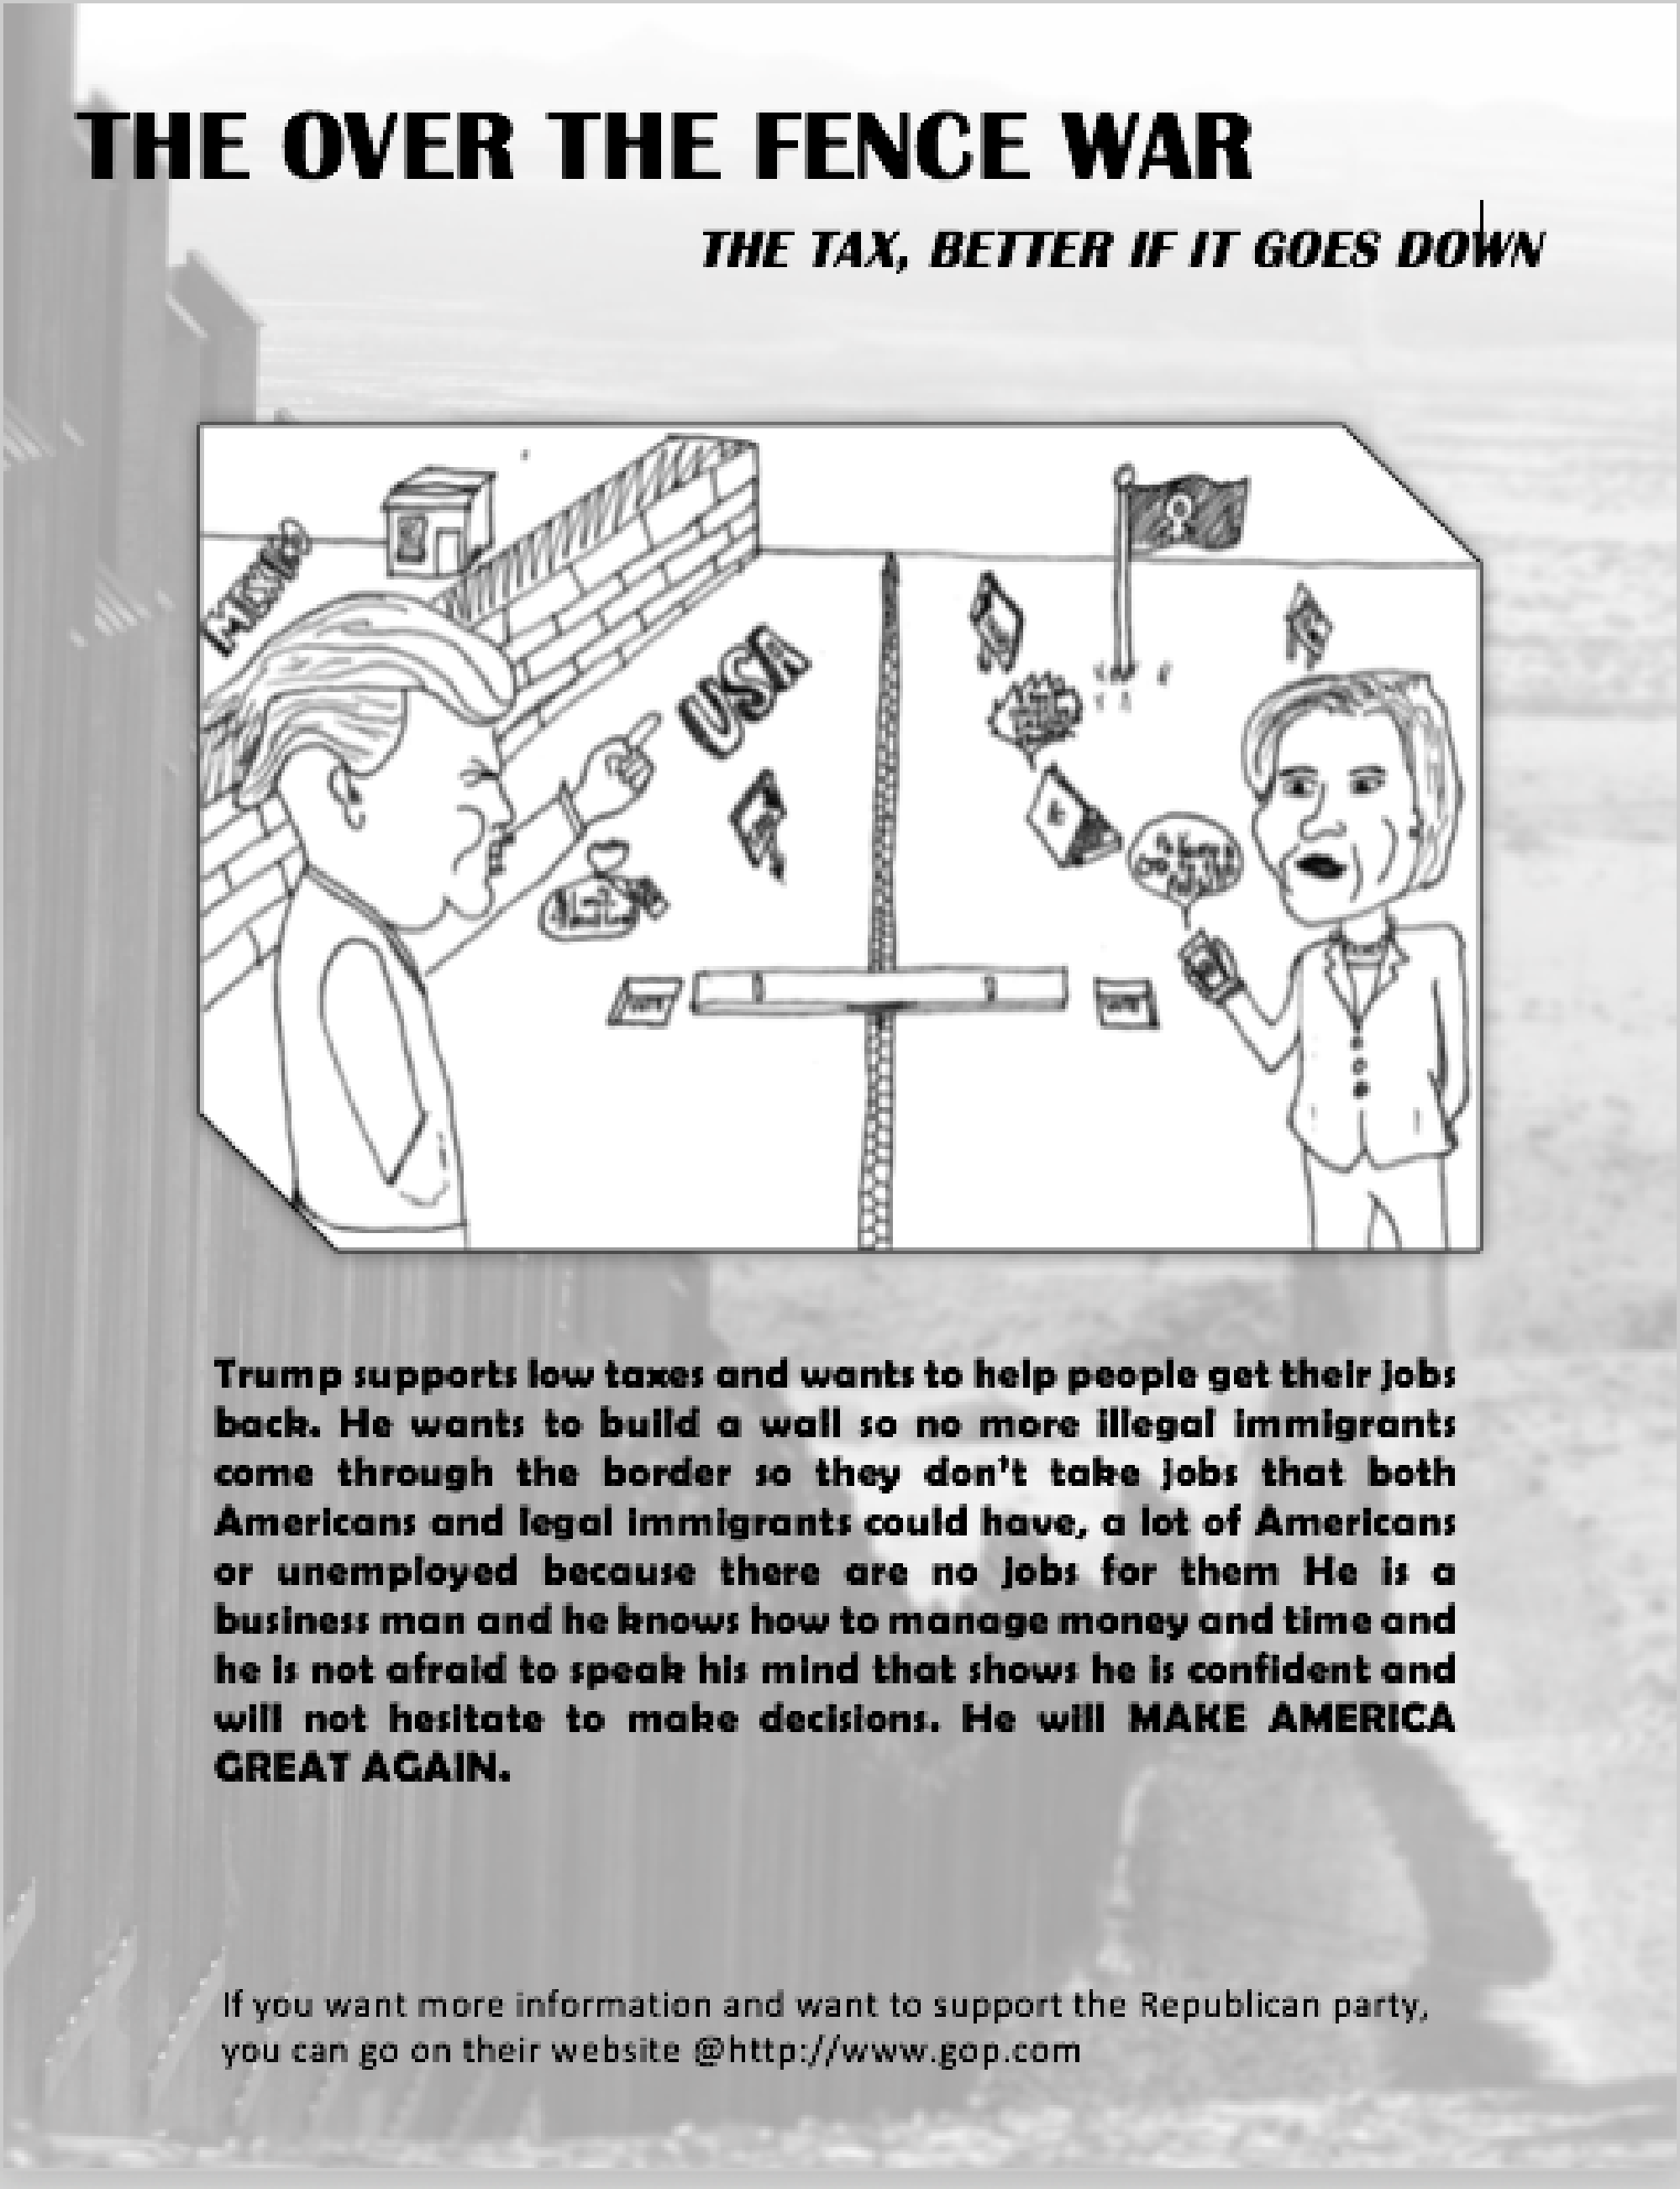 THE OVER THE FENCE WAR
THE TAX, BETTER IF IT GOES DOWN
USA
Trump supports low taxes and wants to help people get their jobs
back. He wants to build a wall so no more illegal immigrants
come through the border so they don't take jobs that both
Americans and legal immigrants could have, a lot of Americans
or unemployed because there are no jobs for them He is a
business man and he knows how to manage money and time and
he is not afraid to speak his mind that shows he is confident and
will not hesitate to make decisions. He will MAKE AMERICA
GREAT AGAIN.
If you want more information and want to support the Republican party,
you can go on their website @http://www.gop.com